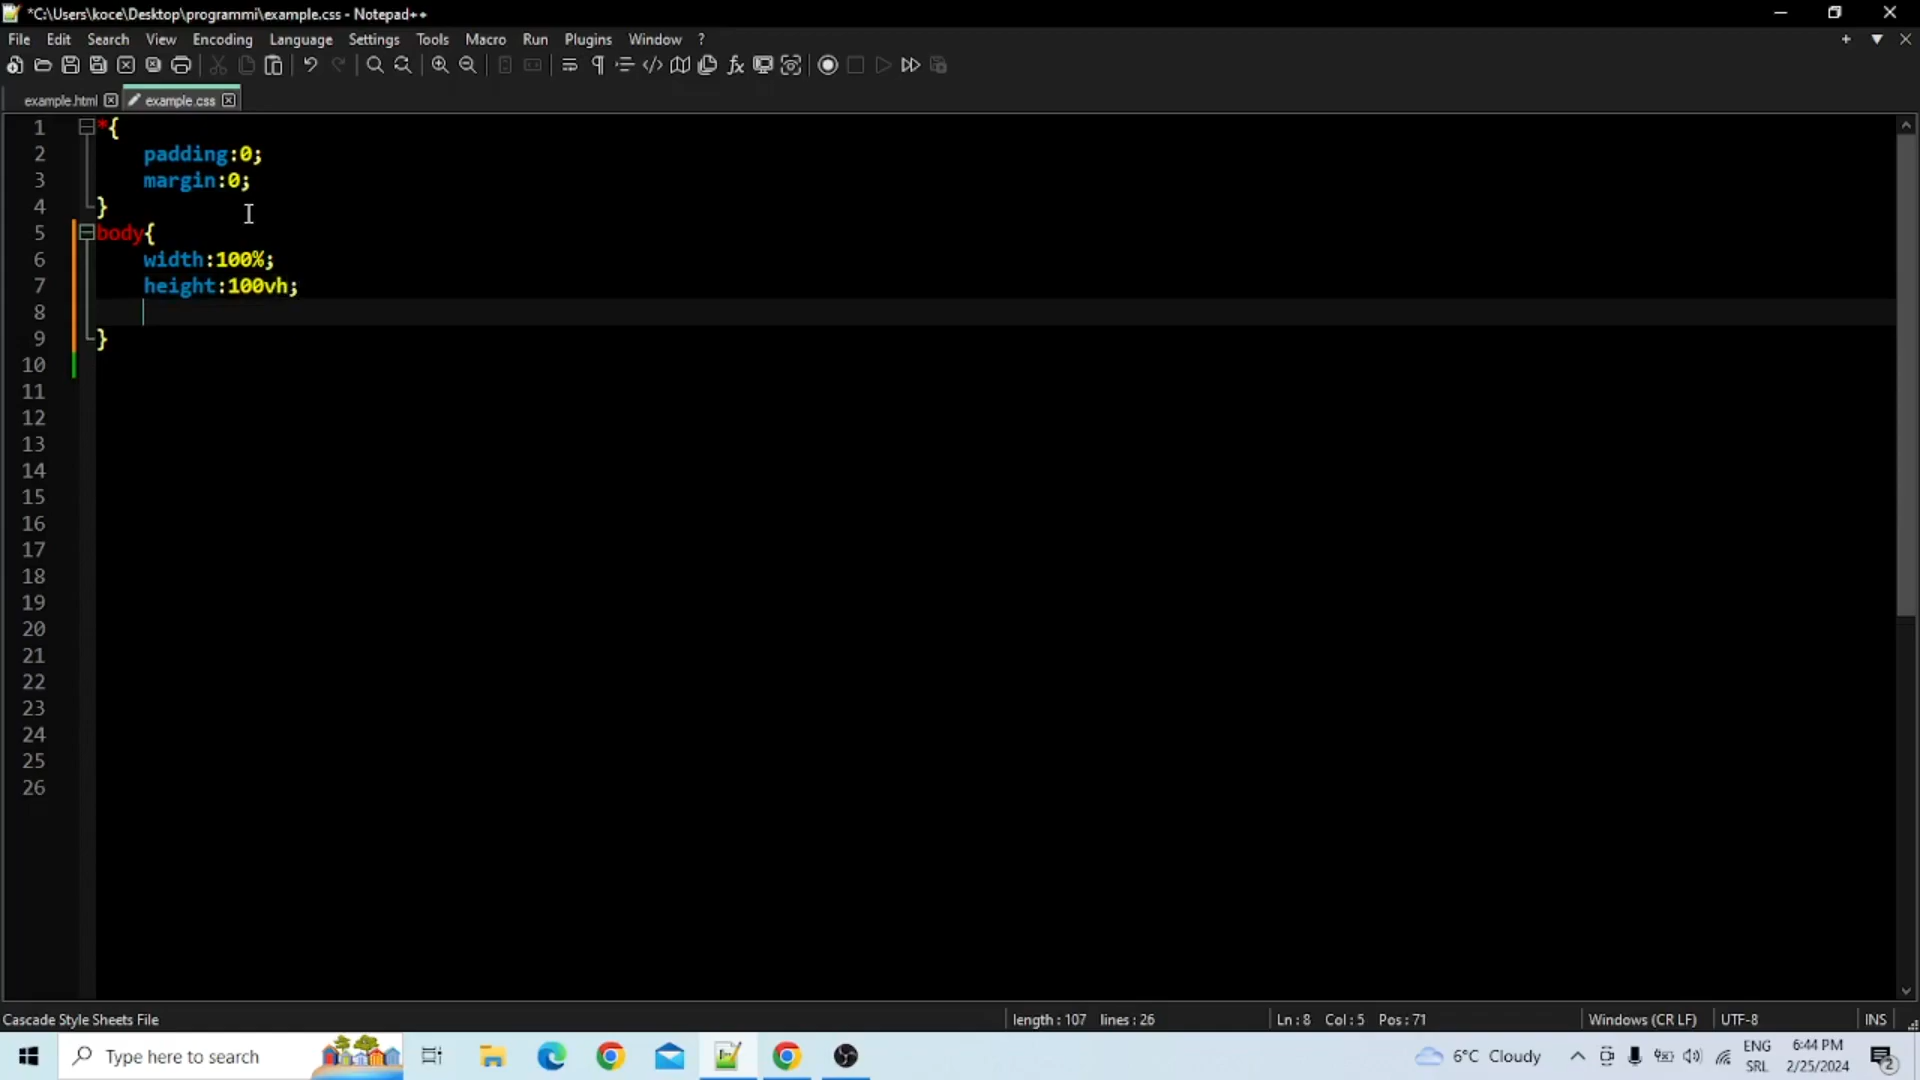 *C:\Users\koce\Desktop\programmi\example.css - Notepad++
File Edit Search View Encoding Language Settings Tools Macro Run Plugins Window ?
example.html example.css
1 *{
2 padding:0;
3 margin:0;
4 }
5 body{
6 width:100%;
7 height:100vh;
8
9 }
10
11
12
13
14
15
16
17
18
19
20
21
22
23
24
25
26
Cascade Style Sheets File length : 107 lines : 26 Ln : 8 Col : 5 Pos : 71 Windows (CR LF) UTF-8 INS
Type here to search 6°C Cloudy ENG SRL 6:44 PM 2/25/2024 2